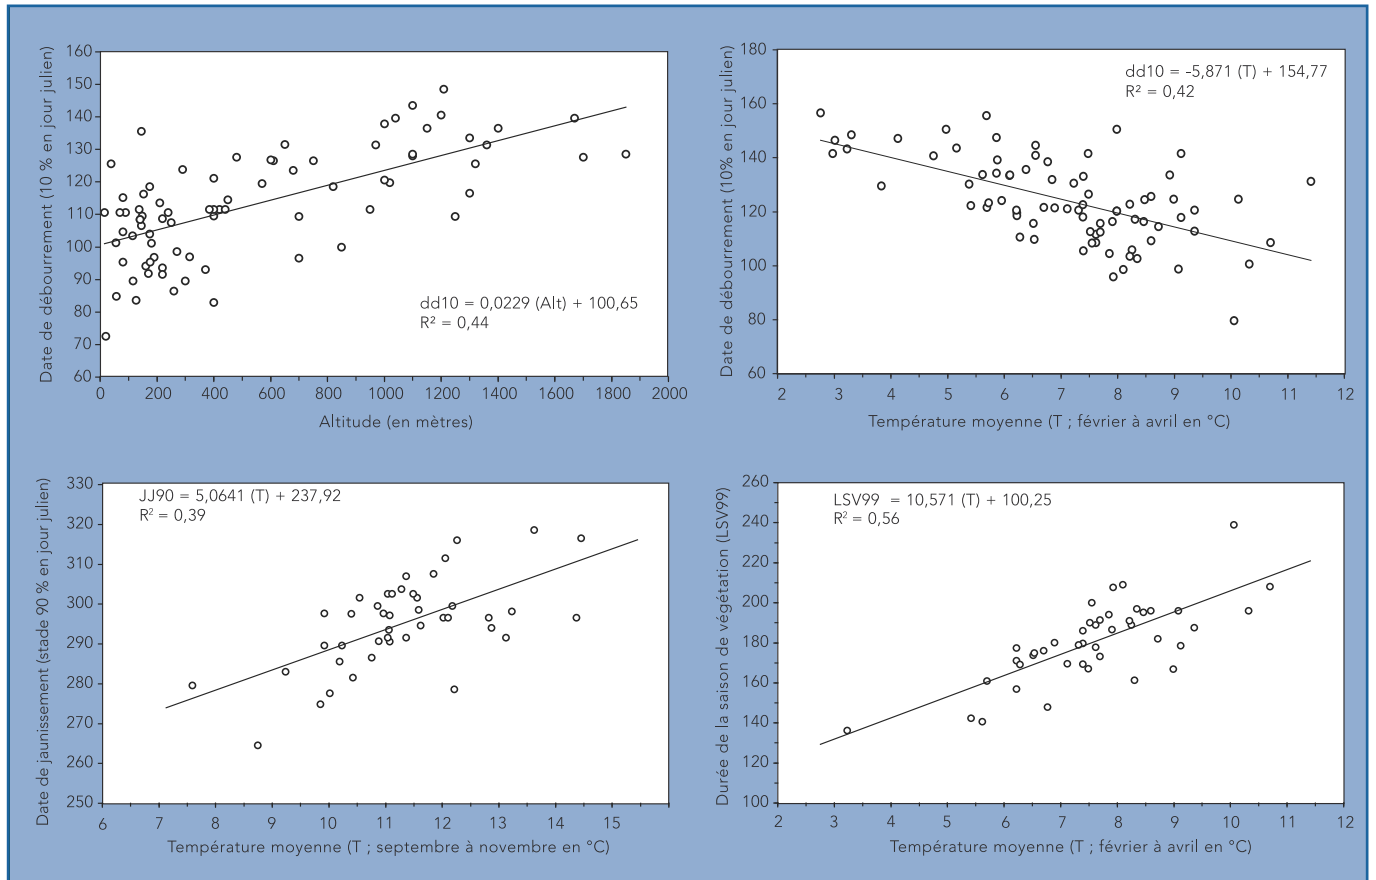 Date de débourrement (10 % en jour julien)
160
150
140
130
120
110
100
90
80
70
60
dd10 = 0,0229 (Alt) + 100,65
R² = 0,44
0 200 400 600 800 1000 1200 1400 1600 1800 2000
Altitude (en mètres)
Date de débourrement (10% en jour julien)
180
160
140
120
100
80
60
dd10 = -5,871 (T) + 154,77
R² = 0,42
2 3 4 5 6 7 8 9 10 11 12
Température moyenne (T ; février à avril en °C)
Date de jaunissement (stade 90 % en jour julien)
330
320
310
300
290
280
270
260
250
JJ90 = 5,0641 (T) + 237,92
R² = 0,39
6 7 8 9 10 11 12 13 14 15
Température moyenne (T ; septembre à novembre en °C)
Durée de la saison de végétation (LSV99)
260
240
220
200
180
160
140
120
100
LSV99 = 10,571 (T) + 100,25
R² = 0,56
2 3 4 5 6 7 8 9 10 11 12
Température moyenne (T ; février à avril en °C)